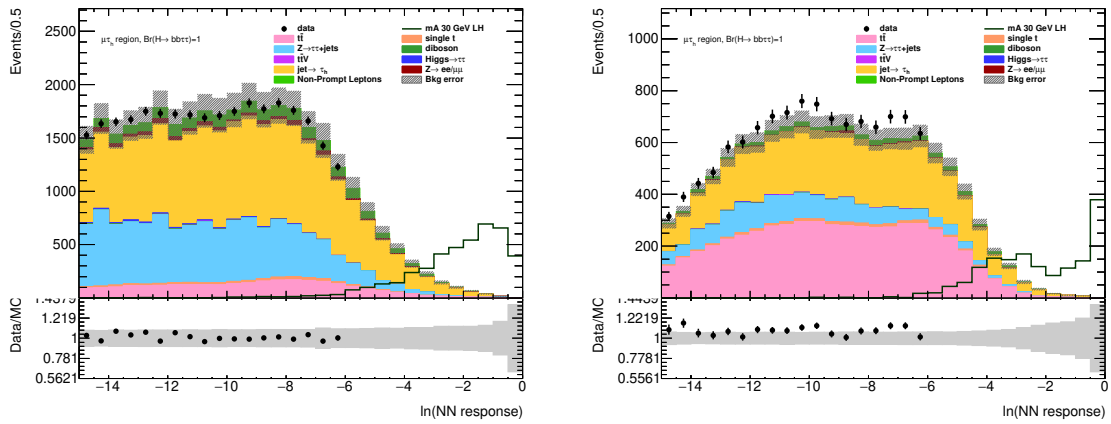 Events/0.5
2500
2000
1500
1000
500
μτh region, Br(H→ bbττ)=1
data
tt̄
Z→ττ+jets
tt̄V
jet→ τh
Non-Prompt Leptons
mA 30 GeV LH
single t
diboson
Higgs→ττ
Z→ ee/μμ
Bkg error
Data/MC
1.4379
1.2219
1
0.781
0.5621
−14 −12 −10 −8 −6 −4 −2 0
ln(NN response)
Events/0.5
1000
800
600
400
200
μτh region, Br(H→ bbττ)=1
data
tt̄
Z→ττ+jets
tt̄V
jet→ τh
Non-Prompt Leptons
mA 30 GeV LH
single t
diboson
Higgs→ττ
Z→ ee/μμ
Bkg error
Data/MC
1.2219
1
0.7781
0.5561
−14 −12 −10 −8 −6 −4 −2 0
ln(NN response)